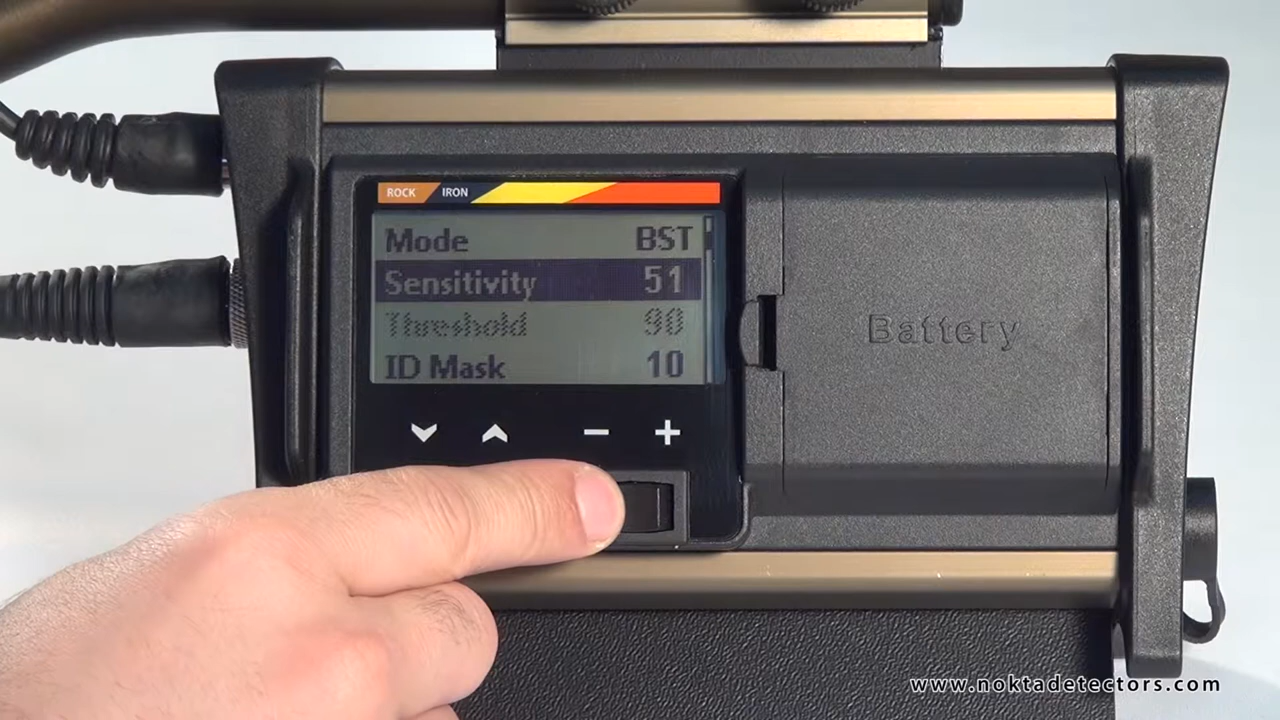 ROCK IRON
Mode BST
Sensitivity 51
Threshold 90
ID Mask 10
Battery
www.noktadetectors.com